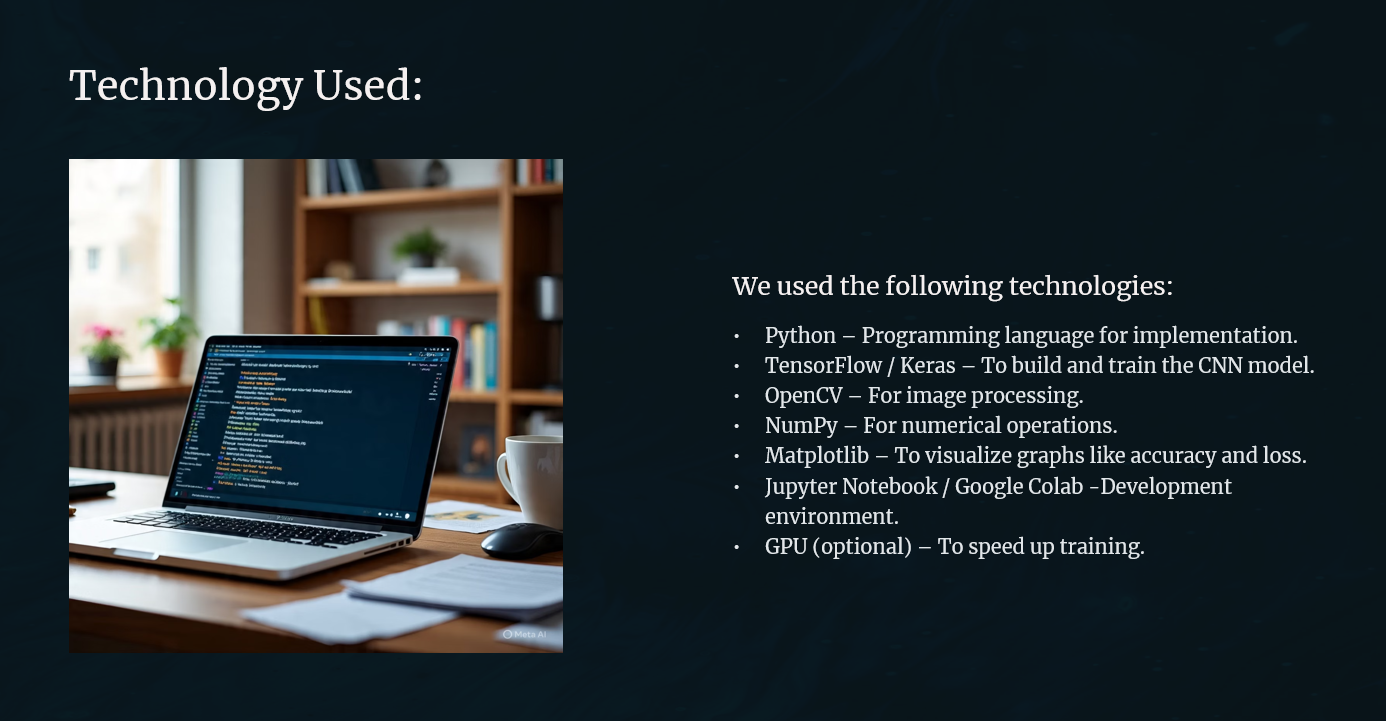 Technology Used:
We used the following technologies:
• Python – Programming language for implementation.
• TensorFlow / Keras – To build and train the CNN model.
• OpenCV – For image processing.
• NumPy – For numerical operations.
• Matplotlib – To visualize graphs like accuracy and loss.
• Jupyter Notebook / Google Colab -Development
environment.
• GPU (optional) – To speed up training.
Meta AI